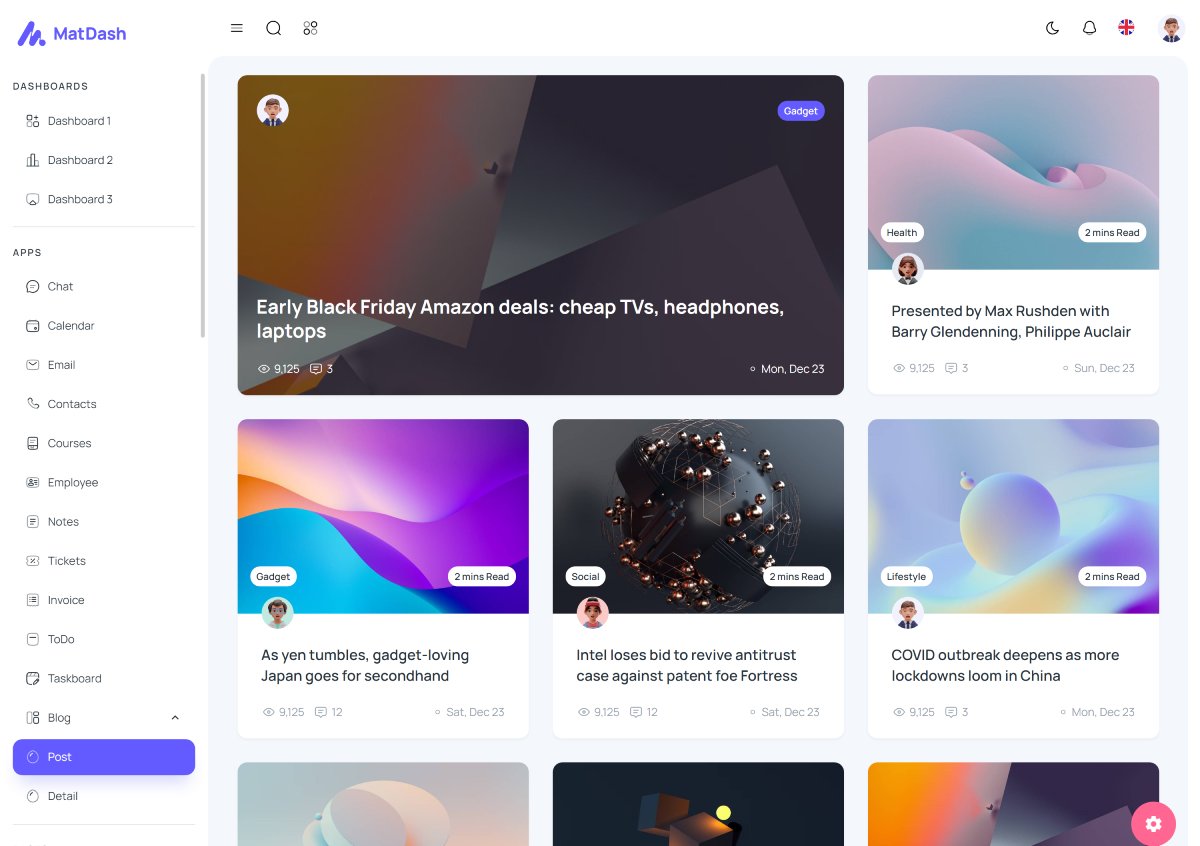 MatDash
DASHBOARDS
Dashboard 1
Dashboard 2
Dashboard 3
APPS
Chat
Calendar
Email
Contacts
Courses
Employee
Notes
Tickets
Invoice
ToDo
Taskboard
Blog
Post
Detail
Gadget
Early Black Friday Amazon deals: cheap TVs, headphones,
laptops
9,125 3 Mon, Dec 23
Health 2 mins Read
Presented by Max Rushden with
Barry Glendenning, Philippe Auclair
9,125 3 Sun, Dec 23
Gadget 2 mins Read
As yen tumbles, gadget-loving
Japan goes for secondhand
9,125 12 Sat, Dec 23
Social 2 mins Read
Intel loses bid to revive antitrust
case against patent foe Fortress
9,125 12 Sat, Dec 23
Lifestyle 2 mins Read
COVID outbreak deepens as more
lockdowns loom in China
9,125 3 Mon, Dec 23